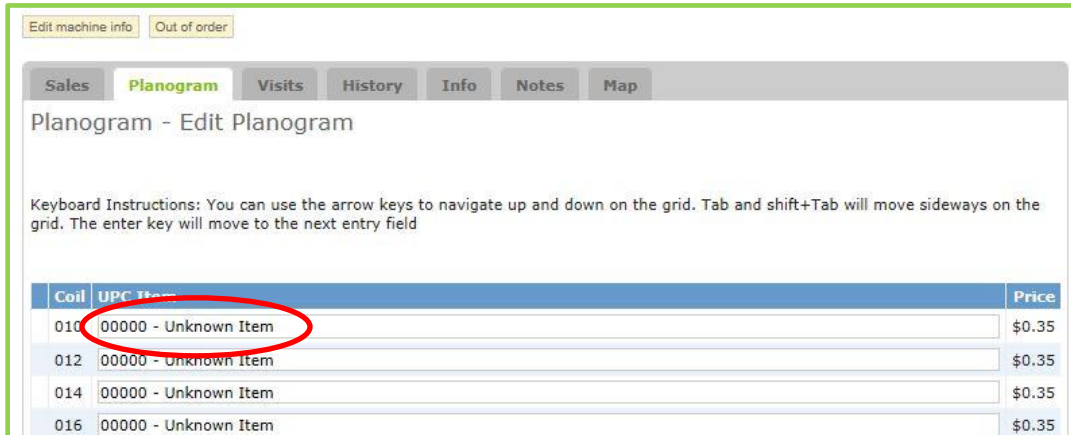 Edit machine info Out of order
Sales Planogram Visits History Info Notes Map
Planogram - Edit Planogram
Keyboard Instructions: You can use the arrow keys to navigate up and down on the grid. Tab and shift+Tab will move sideways on the
grid. The enter key will move to the next entry field
Coil UPC Item Price
010 00000 - Unknown Item $0.35
012 00000 - Unknown Item $0.35
014 00000 - Unknown Item $0.35
016 00000 - Unknown Item $0.35